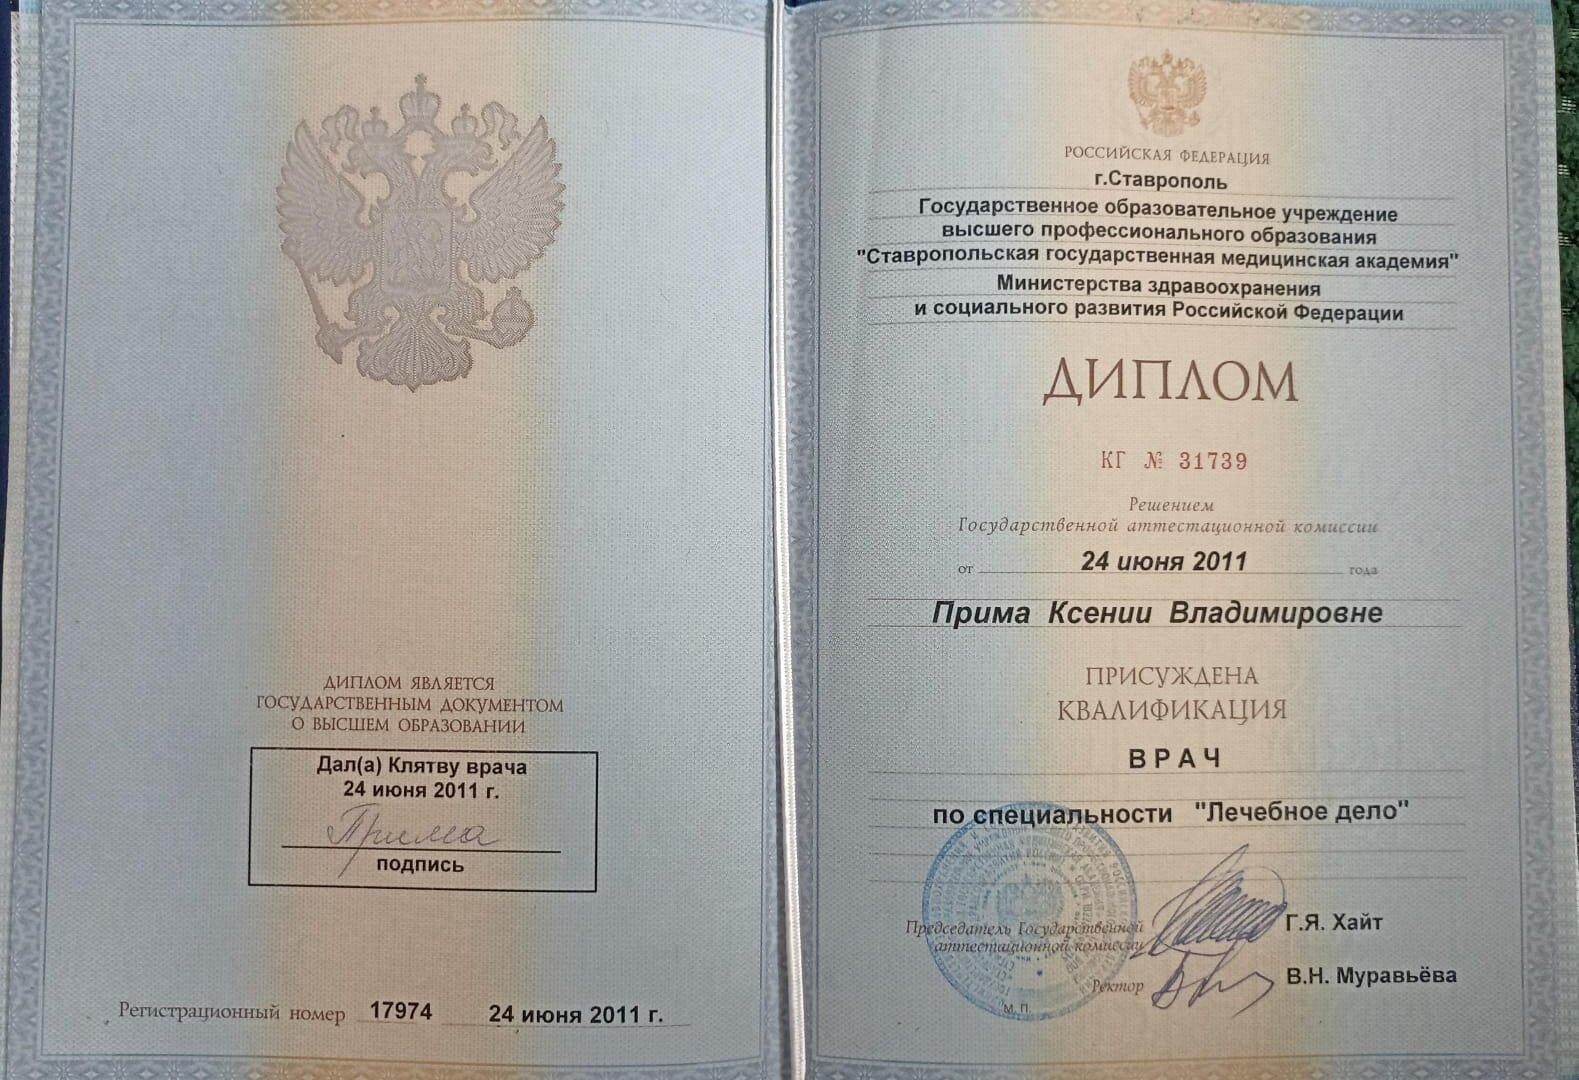 ДИПЛОМ ЯВЛЯЕТСЯ
ГОСУДАРСТВЕННЫМ ДОКУМЕНТОМ
О ВЫСШЕМ ОБРАЗОВАНИИ
Дал(а) Клятву врача
24 июня 2011 г.
Прима
подпись
Регистрационный номер 17974 24 июня 2011 г.
РОССИЙСКАЯ ФЕДЕРАЦИЯ
г.Ставрополь
Государственное образовательное учреждение
высшего профессионального образования
"Ставропольская государственная медицинская академия"
Министерства здравоохранения
и социального развития Российской Федерации
ДИПЛОМ
КГ № 31739
Решением
Государственной аттестационной комиссии
от 24 июня 2011 года
Прима Ксении Владимировне
ПРИСУЖДЕНА
КВАЛИФИКАЦИЯ
ВРАЧ
по специальности "Лечебное дело"
Председатель Государственной
аттестационной комиссии Г.Я. Хайт
Ректор В.Н. Муравьёва
М.П.